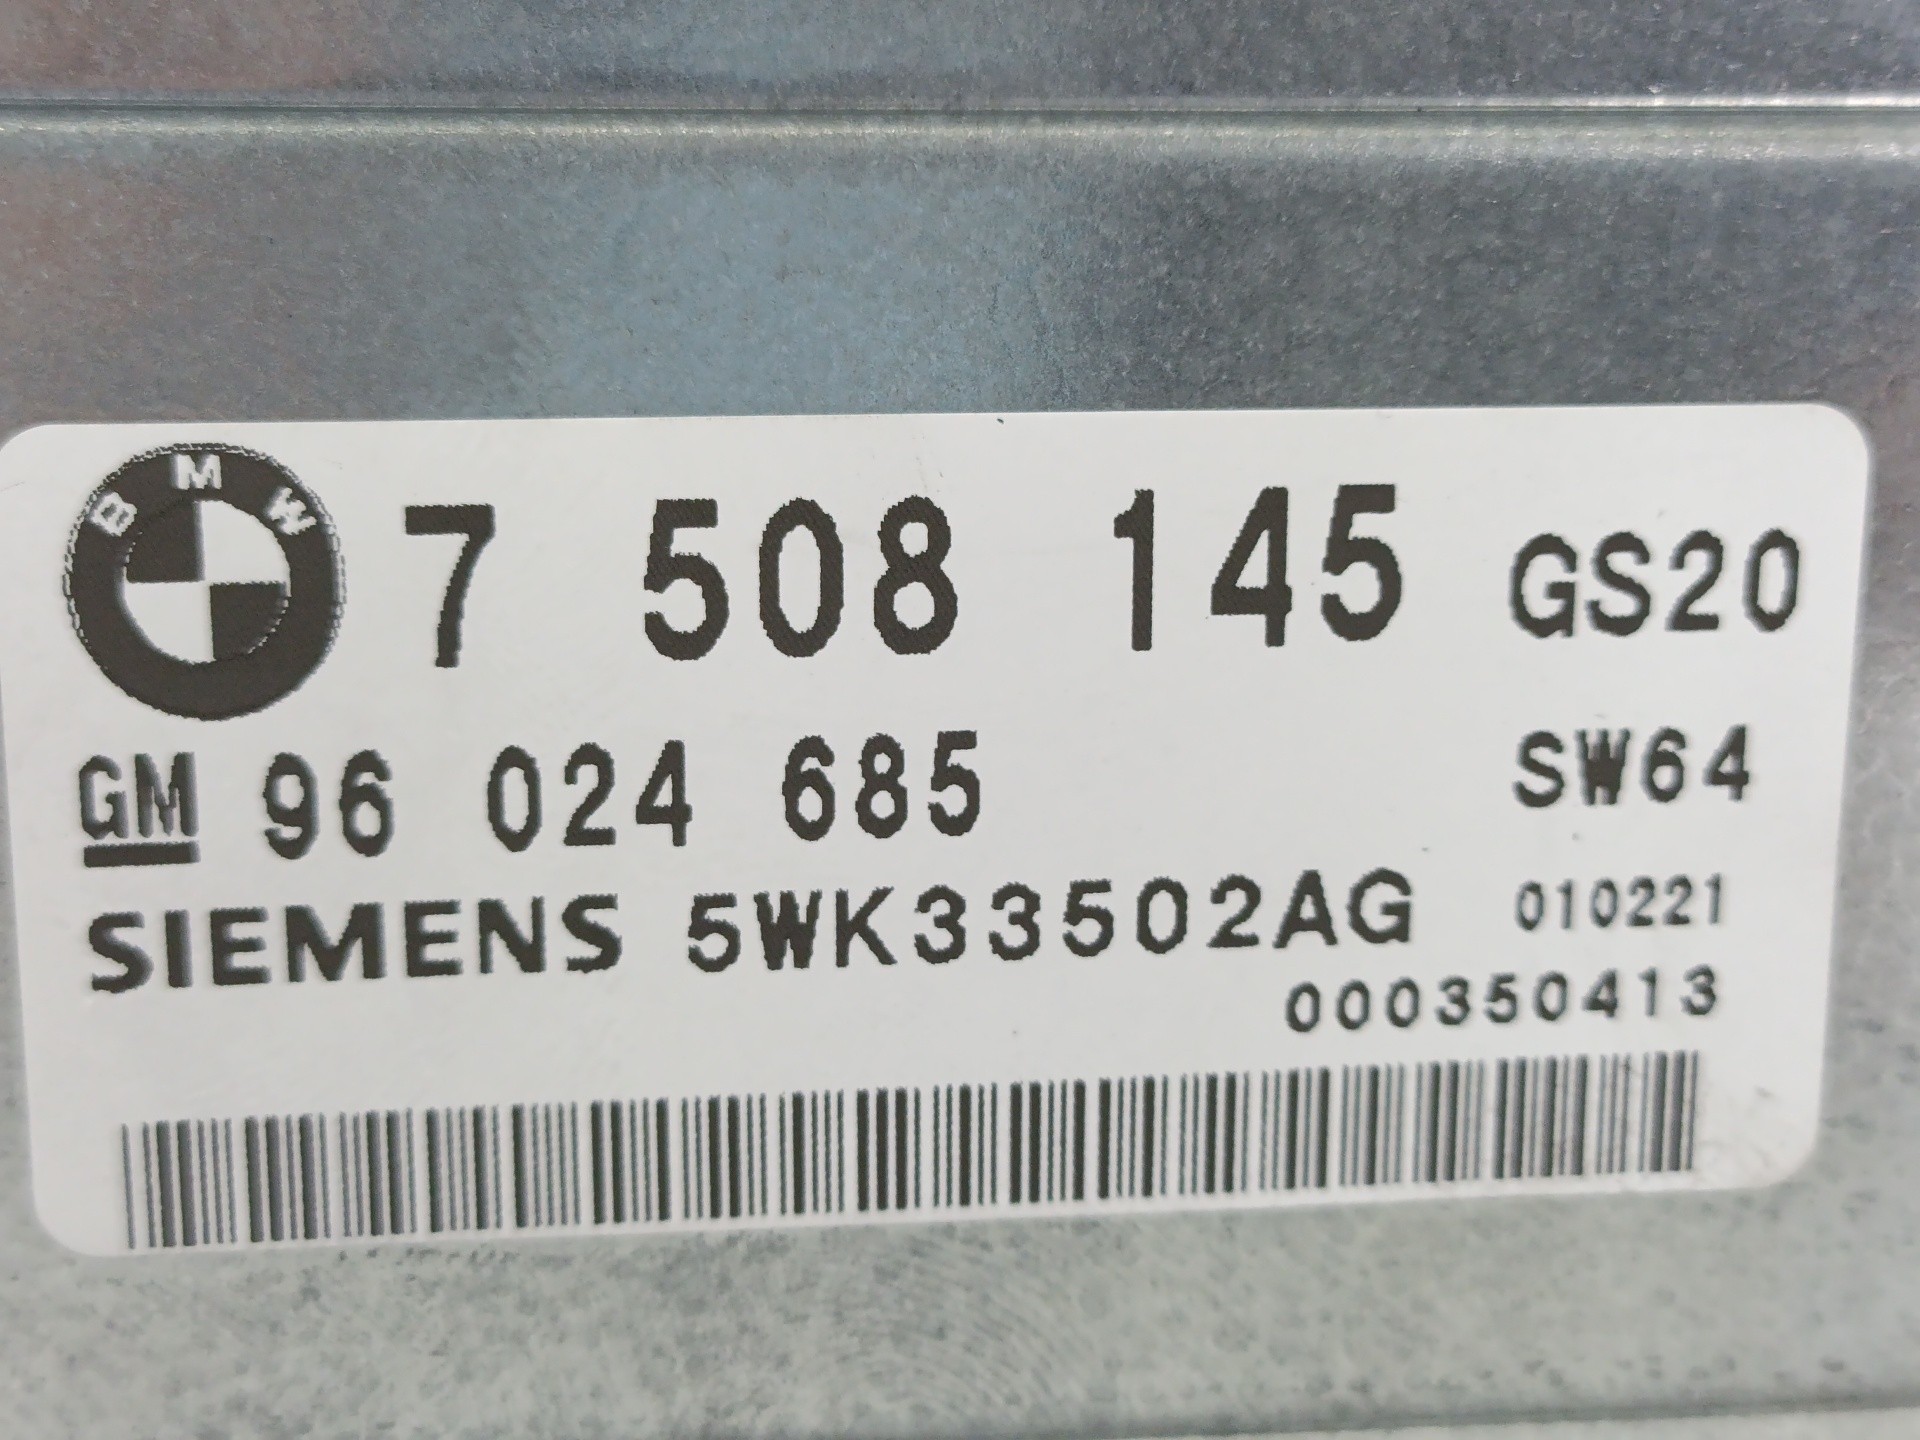 BMW 7 508 145 GS20
GM 96 024 685 SW64
SIEMENS 5WK33502AG 010221
000350413